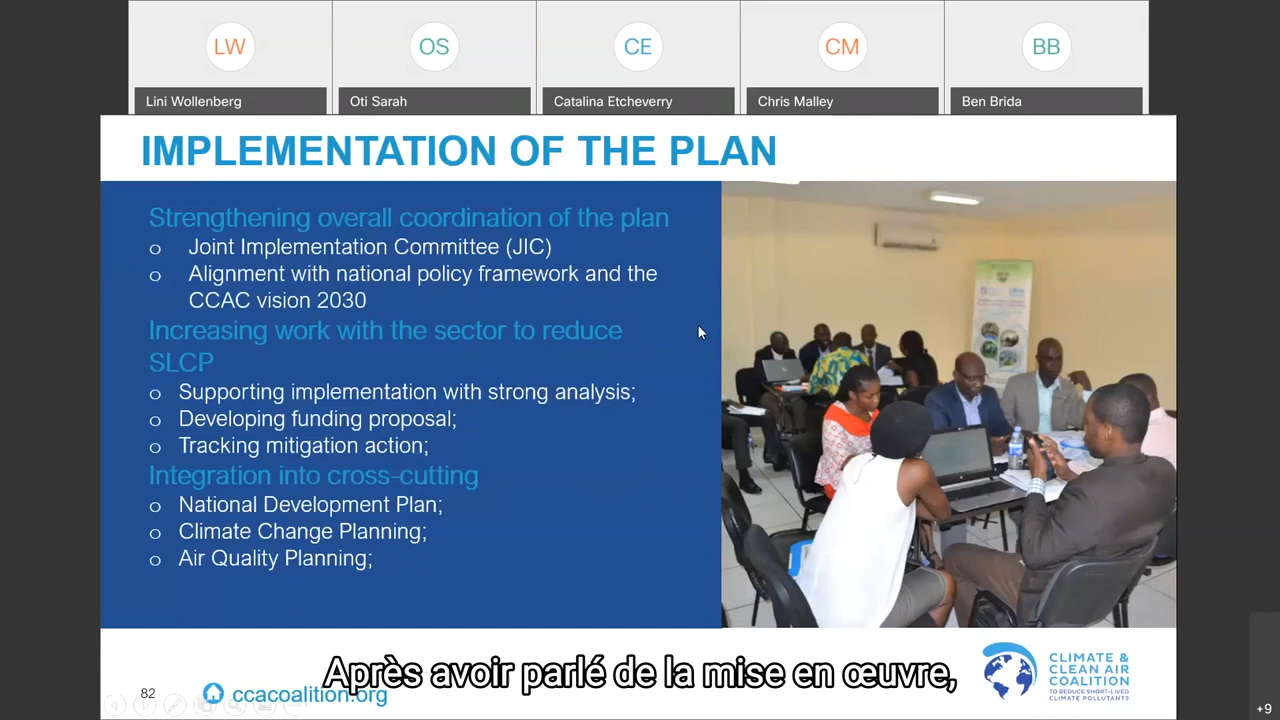 LW
OS
CE
CM
BB
Lini Wollenberg
Oti Sarah
Catalina Etcheverry
Chris Malley
Ben Brida
IMPLEMENTATION OF THE PLAN
Strengthening overall coordination of the plan
o Joint Implementation Committee (JIC)
o Alignment with national policy framework and the
CCAC vision 2030
Increasing work with the sector to reduce
SLCP
o Supporting implementation with strong analysis;
o Developing funding proposal;
o Tracking mitigation action;
Integration into cross-cutting
o National Development Plan;
o Climate Change Planning;
o Air Quality Planning;
Après avoir parlé de la mise en œuvre,
82
ccacoalition.org
CLIMATE &
CLEAN AIR
COALITION
TO REDUCE SHORT-LIVED
CLIMATE POLLUTANTS
+9